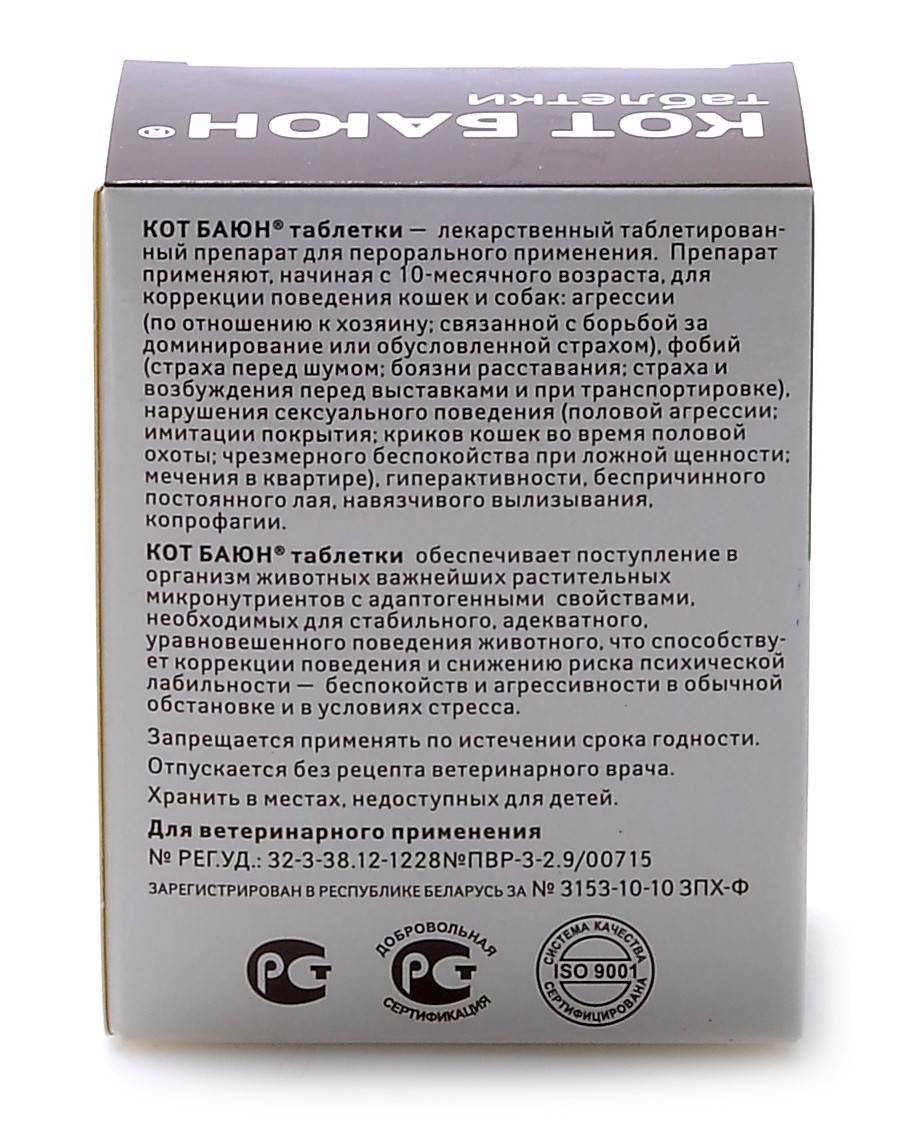 КОТ БАЮН®
таблетки
КОТ БАЮН® таблетки — лекарственный таблетирован-
ный препарат для перорального применения. Препарат
применяют, начиная с 10-месячного возраста, для
коррекции поведения кошек и собак: агрессии
(по отношению к хозяину; связанной с борьбой за
доминирование или обусловленной страхом), фобий
(страха перед шумом; боязни расставания; страха и
возбуждения перед выставками и при транспортировке),
нарушения сексуального поведения (половой агрессии;
имитации покрытия; криков кошек во время половой
охоты; чрезмерного беспокойства при ложной щенности;
мечения в квартире), гиперактивности, беспричинного
постоянного лая, навязчивого вылизывания,
копрофагии.
КОТ БАЮН® таблетки обеспечивает поступление в
организм животных важнейших растительных
микронутриентов с адаптогенными свойствами,
необходимых для стабильного, адекватного,
уравновешенного поведения животного, что способству-
ет коррекции поведения и снижению риска психической
лабильности — беспокойств и агрессивности в обычной
обстановке и в условиях стресса.
Запрещается применять по истечении срока годности.
Отпускается без рецепта ветеринарного врача.
Хранить в местах, недоступных для детей.
Для ветеринарного применения
№ РЕГ.УД.: 32-3-38.12-1228№ПВР-3-2.9/00715
ЗАРЕГИСТРИРОВАН В РЕСПУБЛИКЕ БЕЛАРУСЬ ЗА № 3153-10-10 ЗПХ-Ф
РСТ
ДОБРОВОЛЬНАЯ
РСТ
СЕРТИФИКАЦИЯ
СИСТЕМА КАЧЕСТВА
ISO 9001
СЕРТИФИЦИРОВАНА